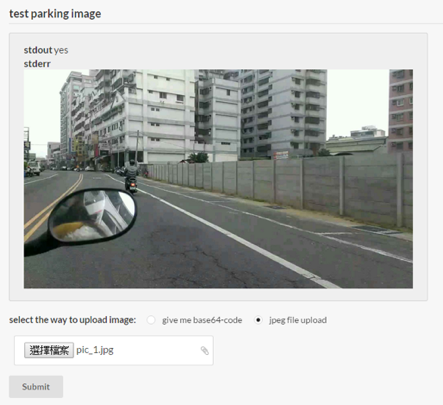 test parking image
stdout yes
stderr
select the way to upload image: give me base64-code jpeg file upload
選擇檔案 pic_1.jpg
Submit